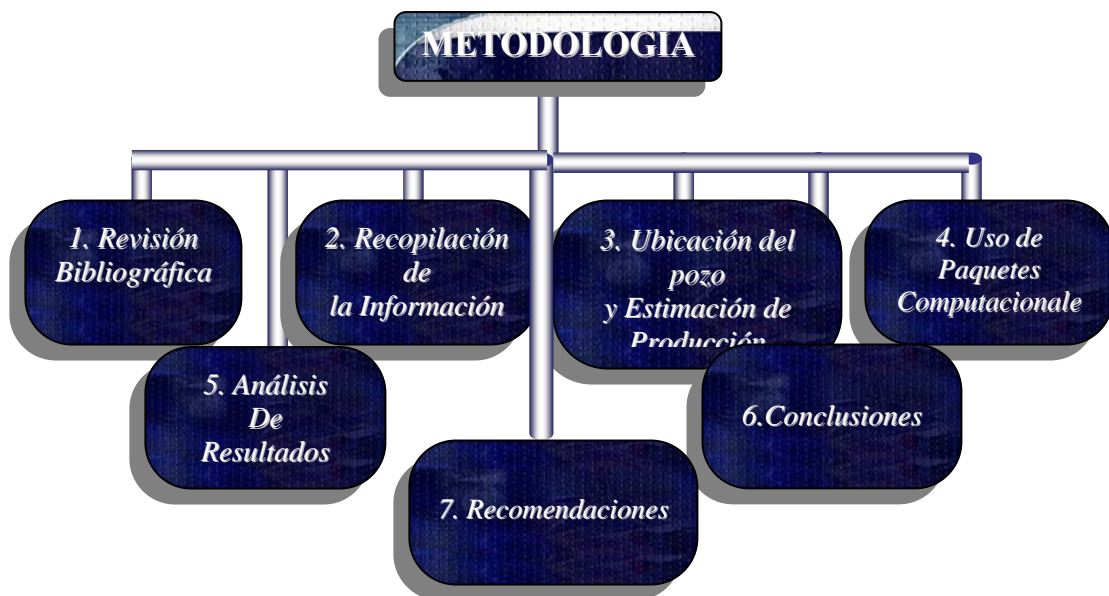 METODOLOGIA
1. Revisión
Bibliográfica
2. Recopilación
de
la Información
3. Ubicación del
pozo
y Estimación de
Producción
4. Uso de
Paquetes
Computacionale
5. Análisis
De
Resultados
6.Conclusiones
7. Recomendaciones